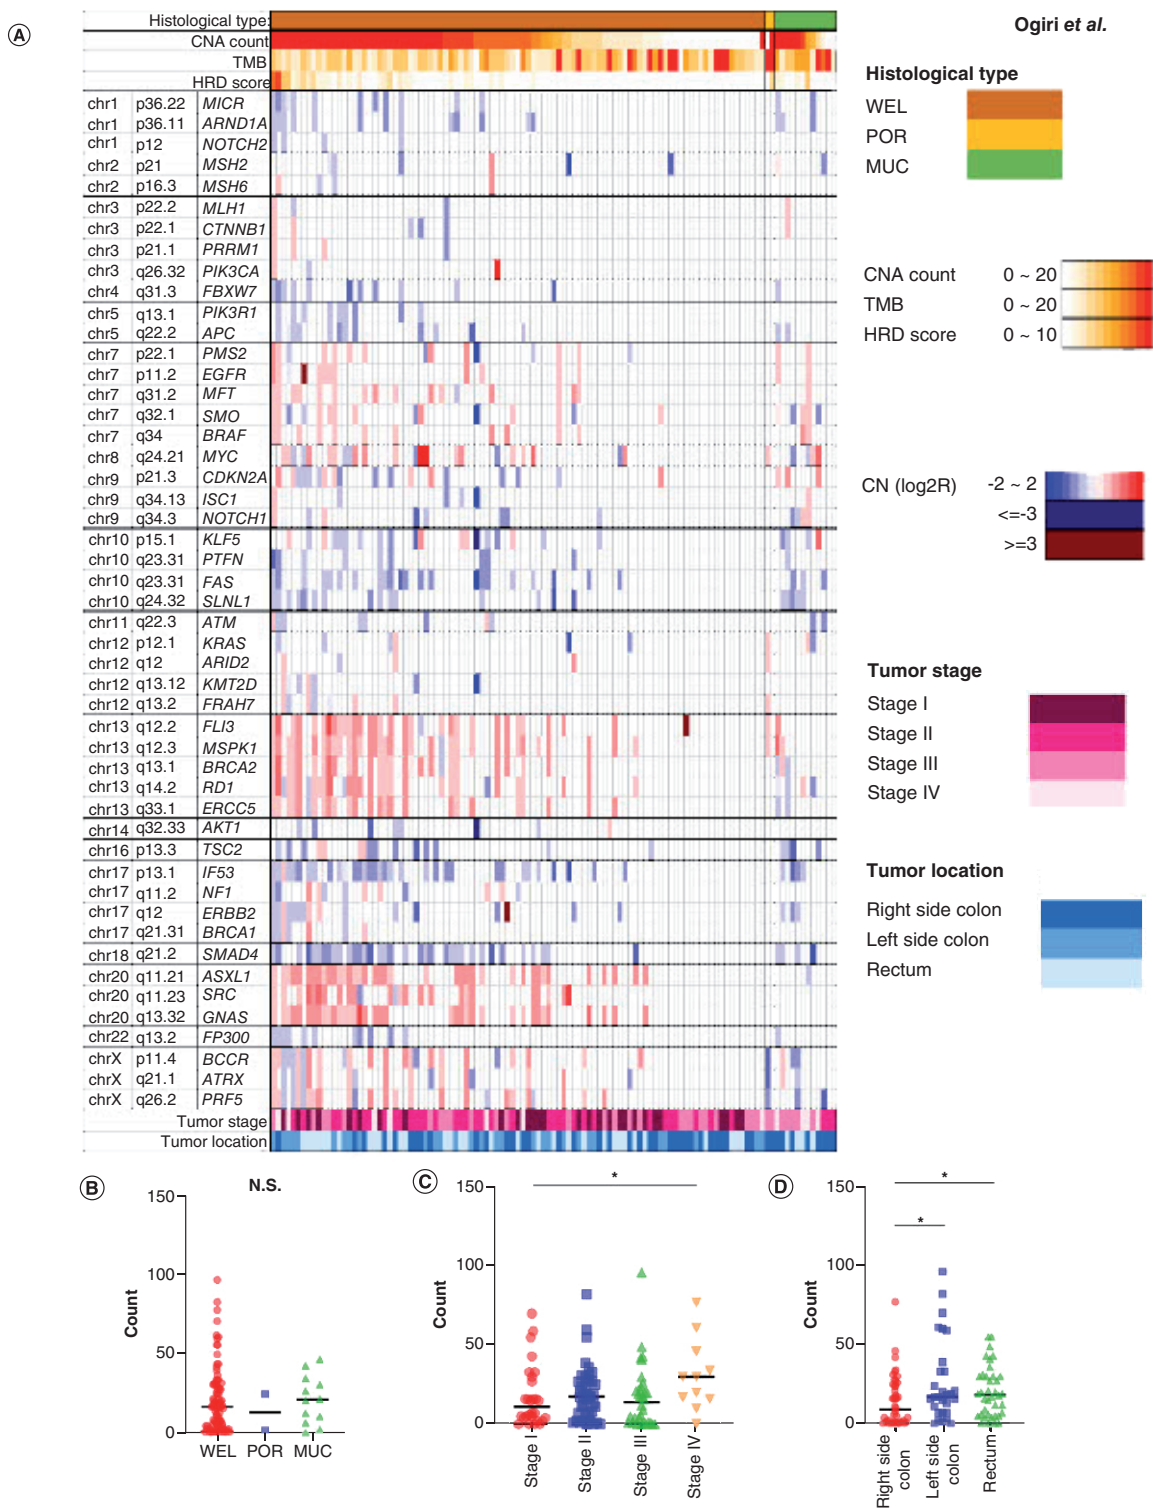 A
Histological type:
CNA count
TMB
HRD score
chr1 p36.22 MICR
chr1 p36.11 ARND1A
chr1 p12 NOTCH2
chr2 p21 MSH2
chr2 p16.3 MSH6
chr3 p22.2 MLH1
chr3 p22.1 CTNNB1
chr3 p21.1 PRRM1
chr3 q26.32 PIK3CA
chr4 q31.3 FBXW7
chr5 q13.1 PIK3R1
chr5 q22.2 APC
chr7 p22.1 PMS2
chr7 p11.2 EGFR
chr7 q31.2 MFT
chr7 q32.1 SMO
chr7 q34 BRAF
chr8 q24.21 MYC
chr9 p21.3 CDKN2A
chr9 q34.13 ISC1
chr9 q34.3 NOTCH1
chr10 p15.1 KLF5
chr10 q23.31 PTFN
chr10 q23.31 FAS
chr10 q24.32 SLNL1
chr11 q22.3 ATM
chr12 p12.1 KRAS
chr12 q12 ARID2
chr12 q13.12 KMT2D
chr12 q13.2 FRAH7
chr13 q12.2 FLI3
chr13 q12.3 MSPK1
chr13 q13.1 BRCA2
chr13 q14.2 RD1
chr13 q33.1 ERCC5
chr14 q32.33 AKT1
chr16 p13.3 TSC2
chr17 p13.1 IF53
chr17 q11.2 NF1
chr17 q12 ERBB2
chr17 q21.31 BRCA1
chr18 q21.2 SMAD4
chr20 q11.21 ASXL1
chr20 q11.23 SRC
chr20 q13.32 GNAS
chr22 q13.2 FP300
chrX p11.4 BCCR
chrX q21.1 ATRX
chrX q26.2 PRF5
Tumor stage
Tumor location
Ogiri et al.
Histological type
WEL
POR
MUC
CNA count 0 ~ 20
TMB 0 ~ 20
HRD score 0 ~ 10
CN (log2R) -2 ~ 2
<=-3
>=3
Tumor stage
Stage I
Stage II
Stage III
Stage IV
Tumor location
Right side colon
Left side colon
Rectum
B
N.S.
150
100
50
0
Count
WEL POR MUC
C
*
150
100
50
0
Count
Stage I
Stage II
Stage III
Stage IV
D
*
*
150
100
50
0
Count
Right side
colon
Left side
colon
Rectum